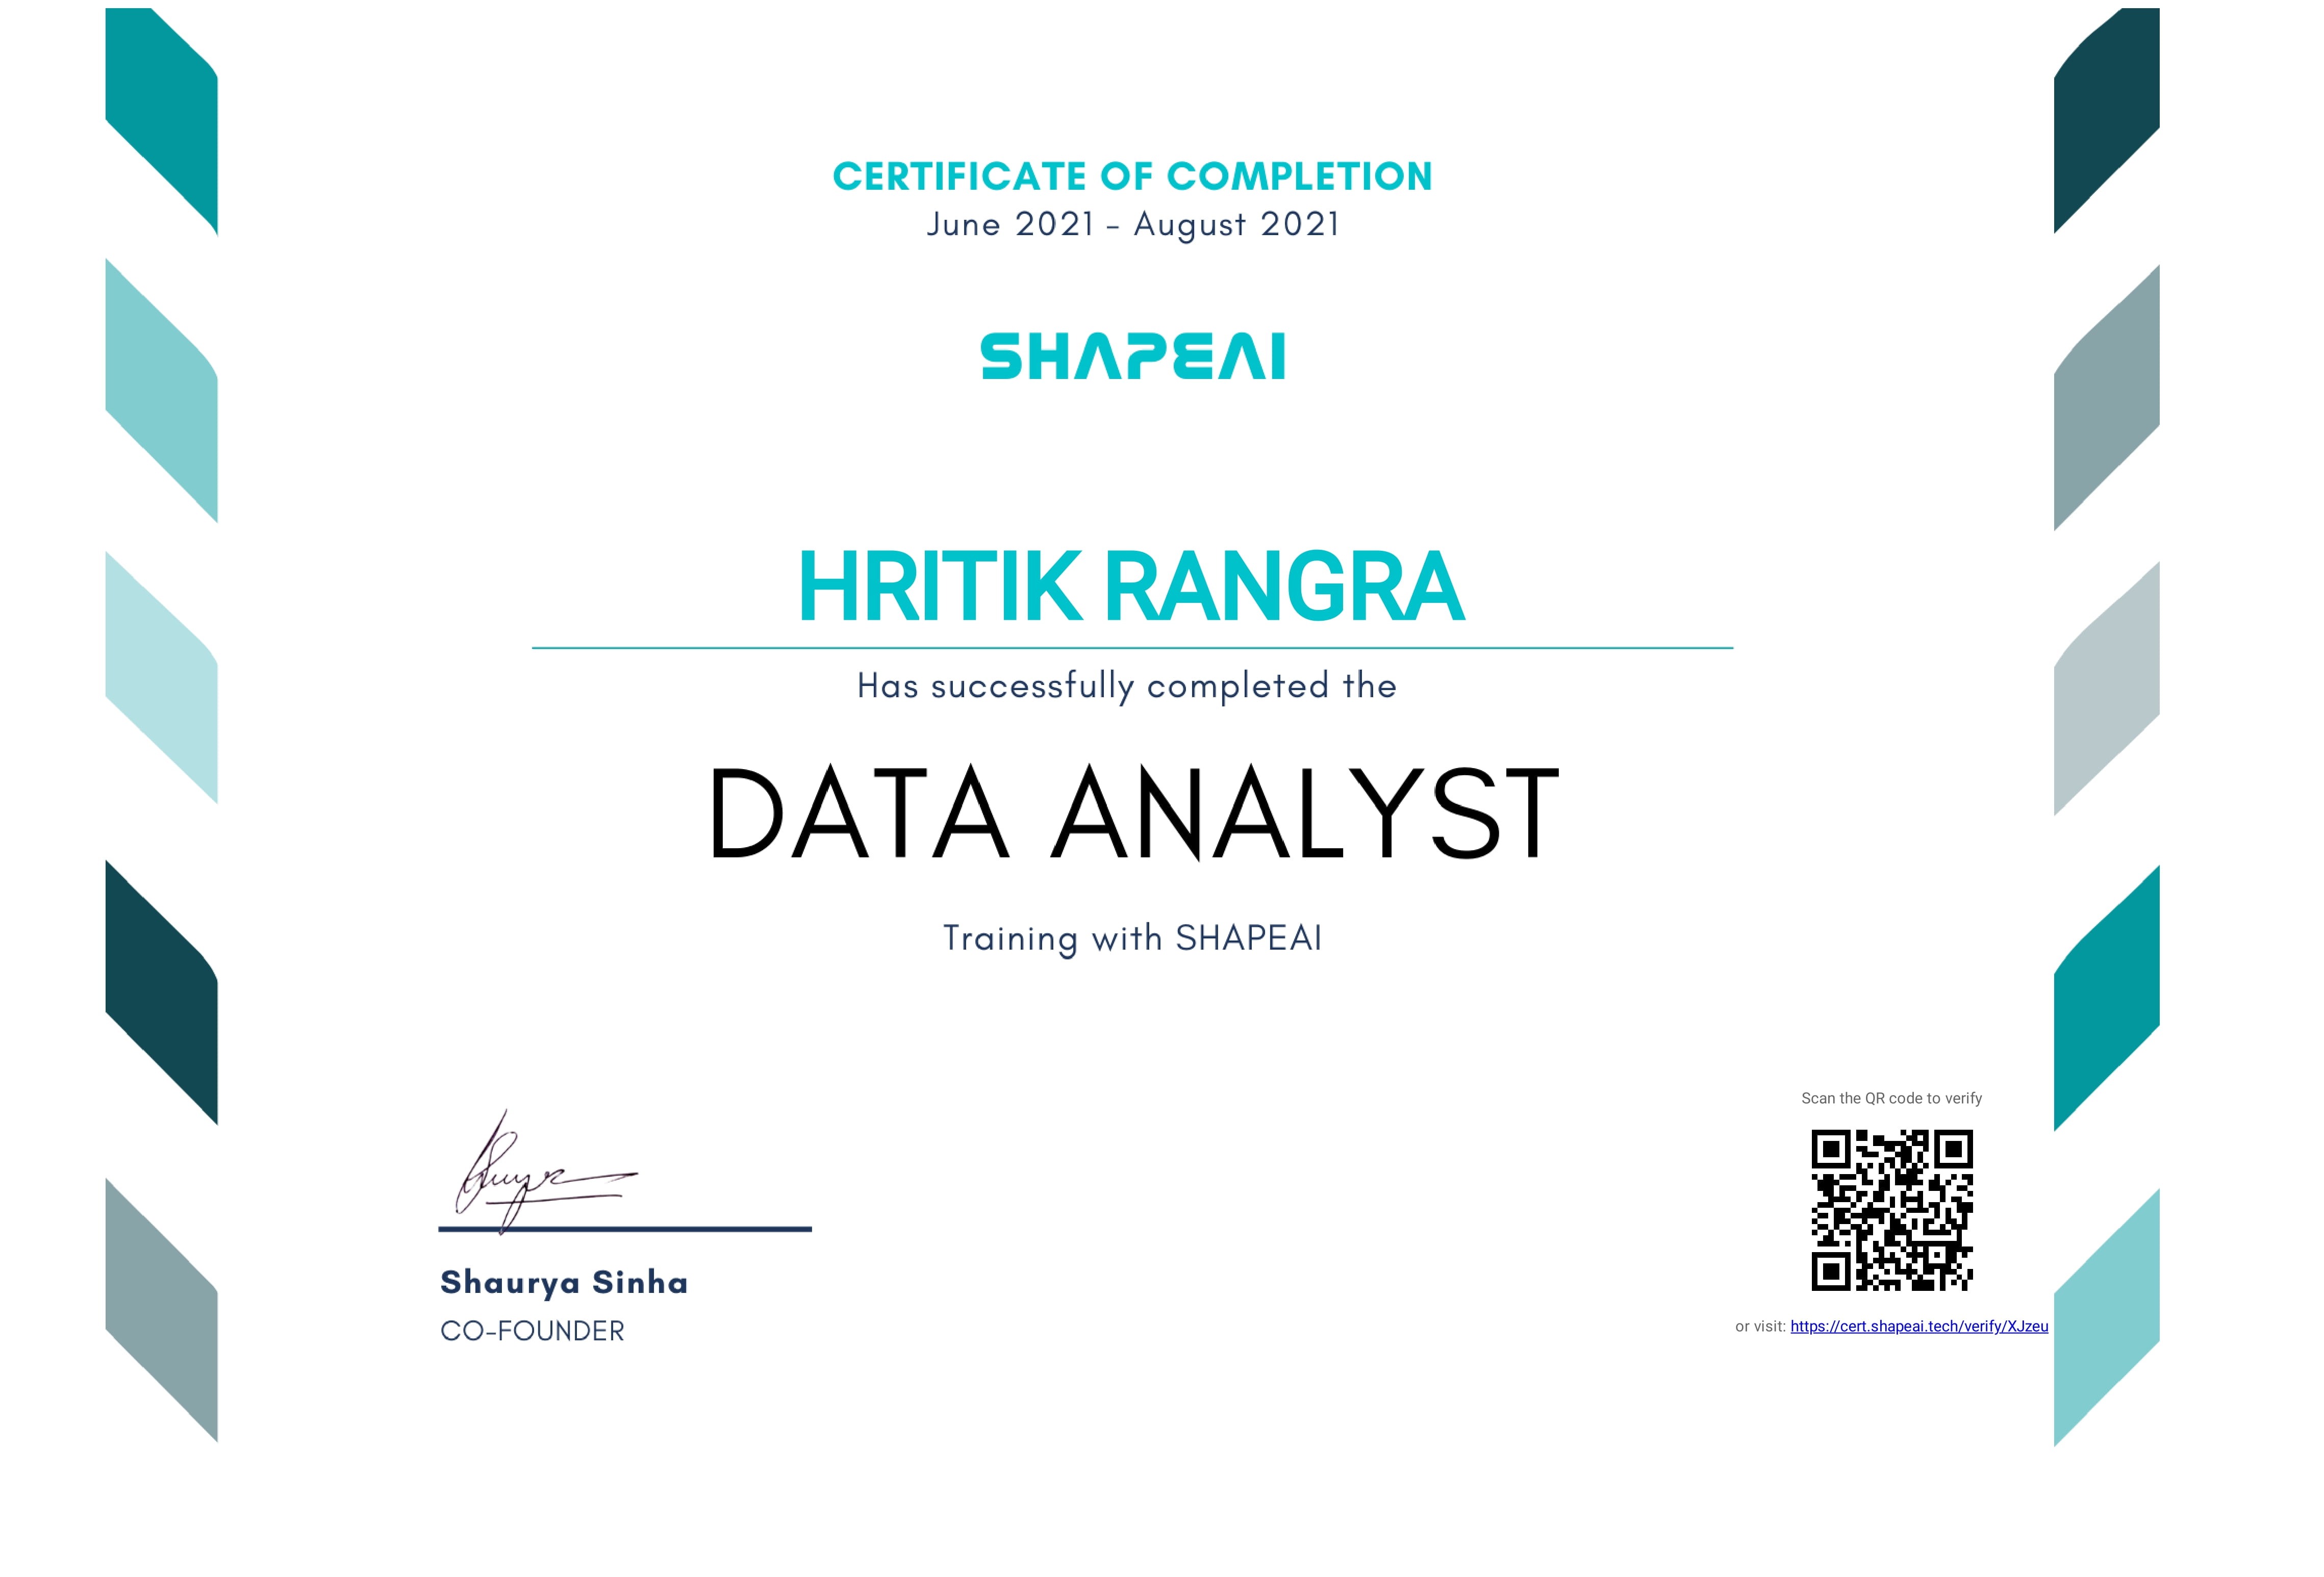 CERTIFICATE OF COMPLETION
June 2021 – August 2021
SHAPEAI
HRITIK RANGRA
Has successfully completed the
DATA ANALYST
Training with SHAPEAI
Scan the QR code to verify
Shaurya Sinha
CO-FOUNDER
or visit: https://cert.shapeai.tech/verify/XJzeu